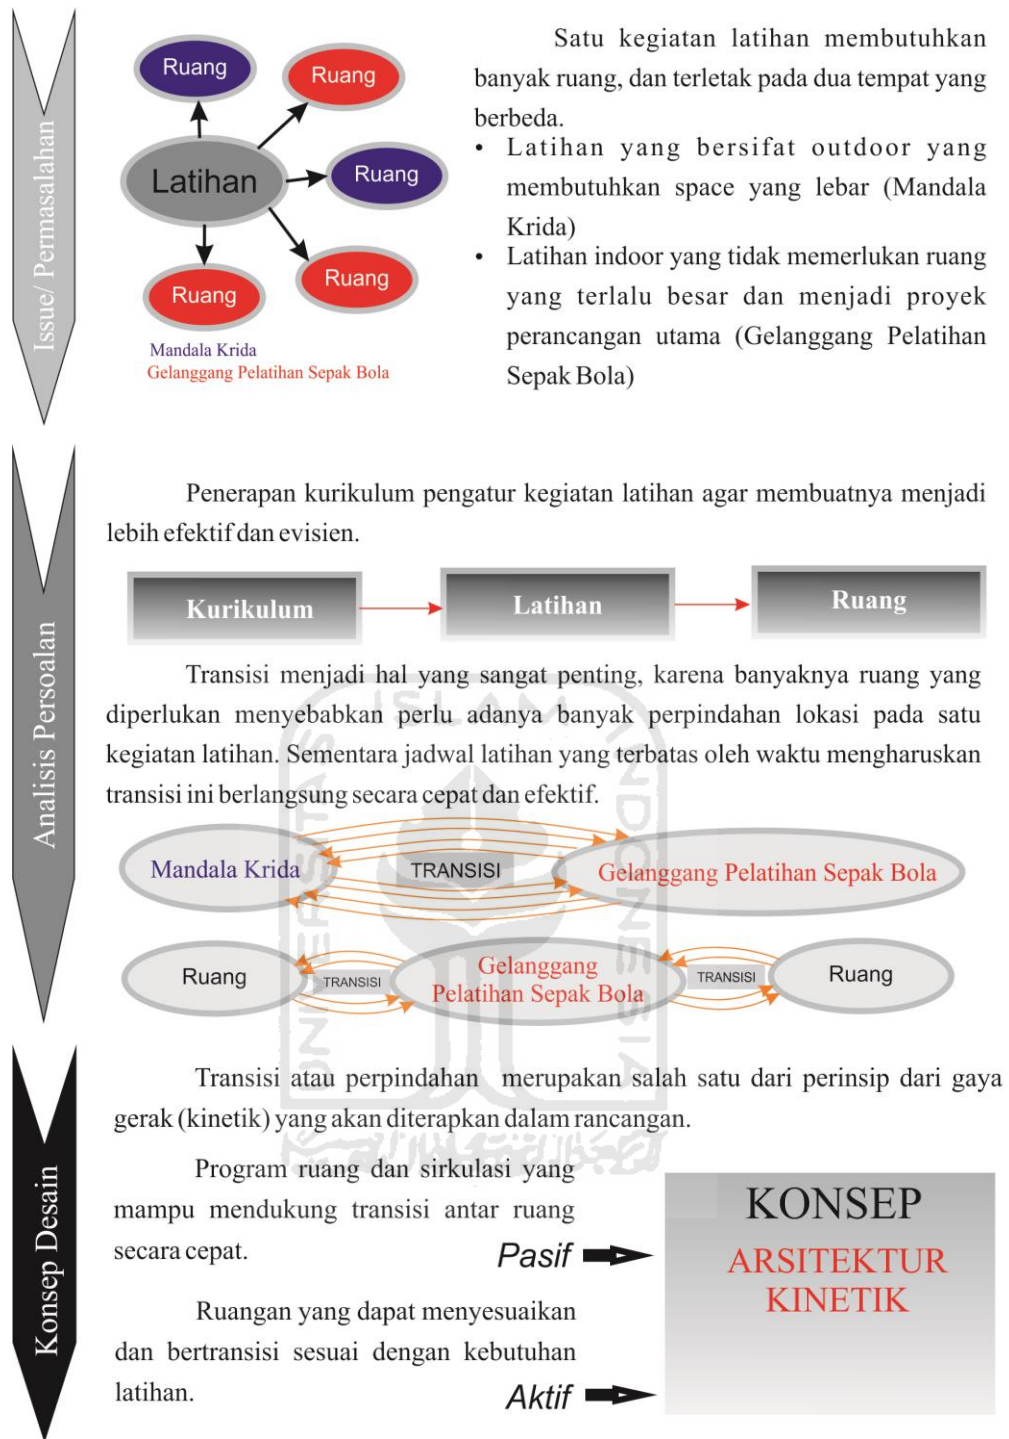 Issue/ Permasalahan
Ruang
Ruang
Latihan
Ruang
Ruang
Ruang
Mandala Krida
Gelanggang Pelatihan Sepak Bola
Satu kegiatan latihan membutuhkan
banyak ruang, dan terletak pada dua tempat yang
berbeda.
• Latihan yang bersifat outdoor yang
membutuhkan space yang lebar (Mandala
Krida)
• Latihan indoor yang tidak memerlukan ruang
yang terlalu besar dan menjadi proyek
perancangan utama (Gelanggang Pelatihan
Sepak Bola)
Analisis Persoalan
Penerapan kurikulum pengatur kegiatan latihan agar membuatnya menjadi
lebih efektif dan evisien.
Kurikulum
Latihan
Ruang
Transisi menjadi hal yang sangat penting, karena banyaknya ruang yang
diperlukan menyebabkan perlu adanya banyak perpindahan lokasi pada satu
kegiatan latihan. Sementara jadwal latihan yang terbatas oleh waktu mengharuskan
transisi ini berlangsung secara cepat dan efektif.
Mandala Krida
TRANSISI
Gelanggang Pelatihan Sepak Bola
Ruang
TRANSISI
Gelanggang
Pelatihan Sepak Bola
TRANSISI
Ruang
UNIVERSITAS
ISLAM
INDONESIA
Konsep Desain
Transisi atau perpindahan merupakan salah satu dari perinsip dari gaya
gerak (kinetik) yang akan diterapkan dalam rancangan.
Program ruang dan sirkulasi yang
mampu mendukung transisi antar ruang
secara cepat.
Pasif
Ruangan yang dapat menyesuaikan
dan bertransisi sesuai dengan kebutuhan
latihan.
Aktif
KONSEP
ARSITEKTUR
KINETIK